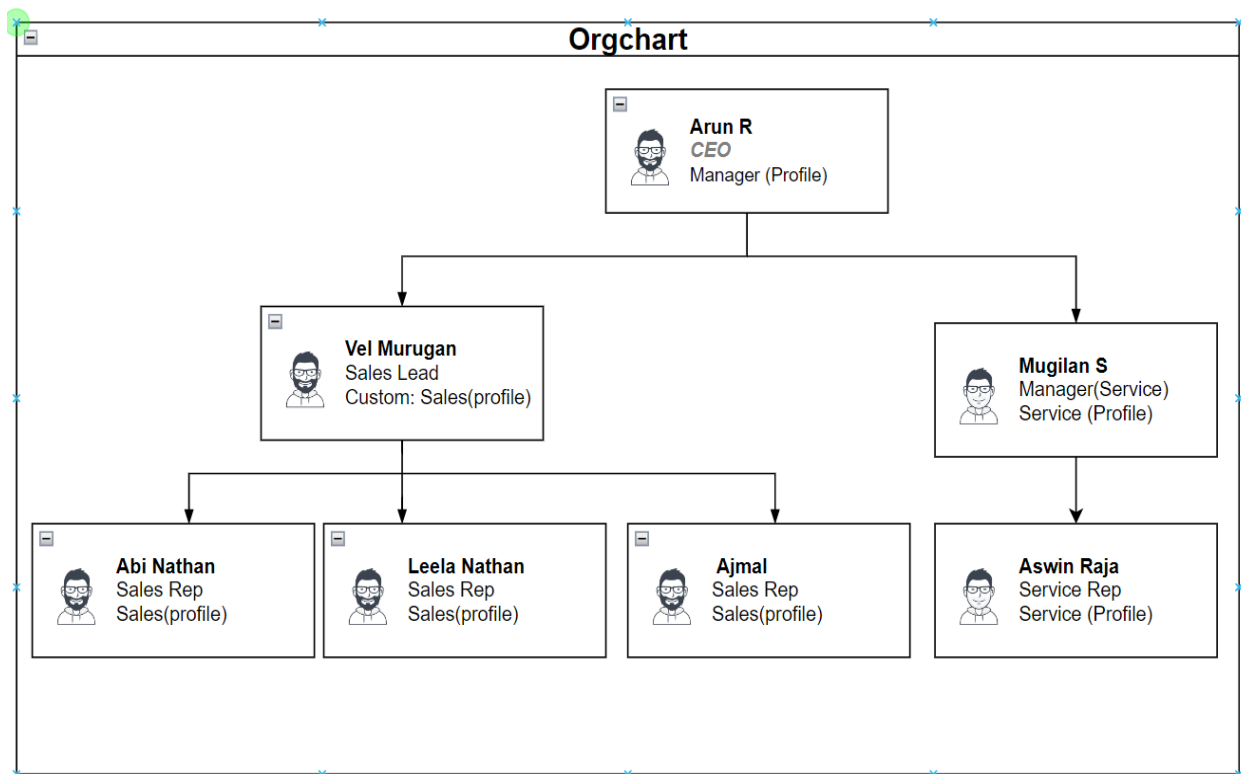 Orgchart
Arun R
CEO
Manager (Profile)
Vel Murugan
Sales Lead
Custom: Sales(profile)
Mugilan S
Manager(Service)
Service (Profile)
Abi Nathan
Sales Rep
Sales(profile)
Leela Nathan
Sales Rep
Sales(profile)
Ajmal
Sales Rep
Sales(profile)
Aswin Raja
Service Rep
Service (Profile)